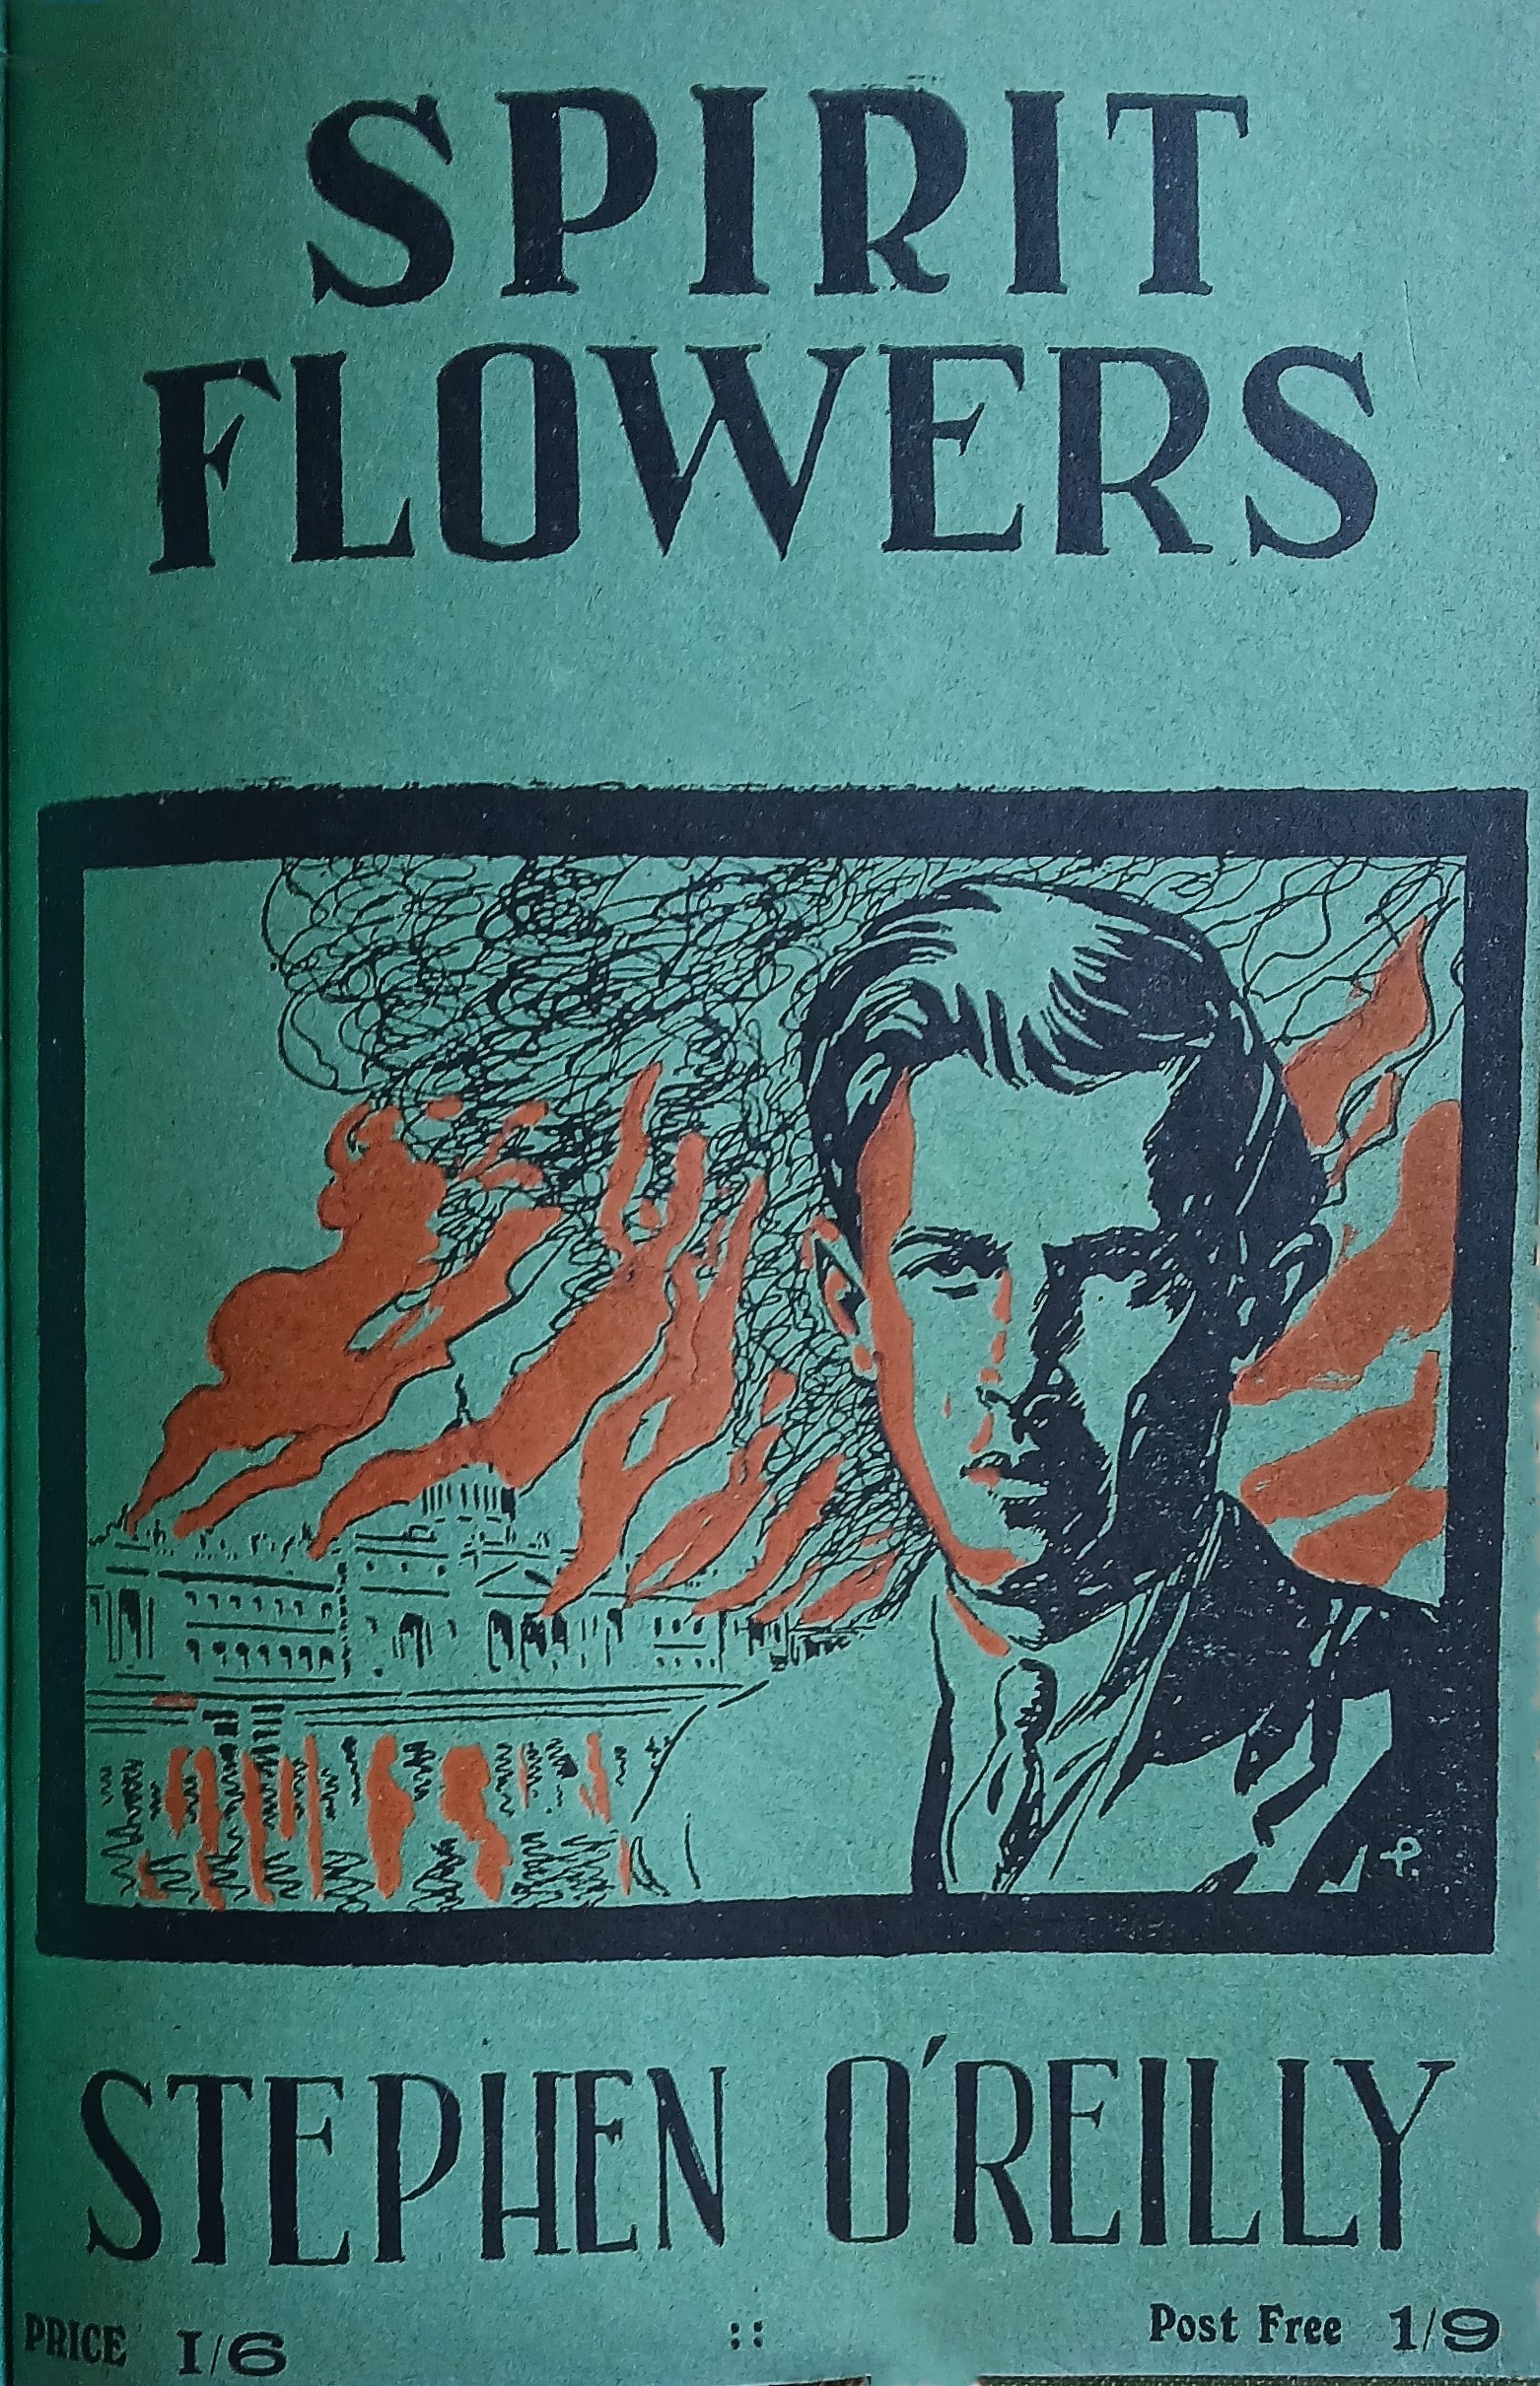 SPIRIT
FLOWERS
P.
STEPHEN O'REILLY
PRICE 1/6 :: Post Free 1/9